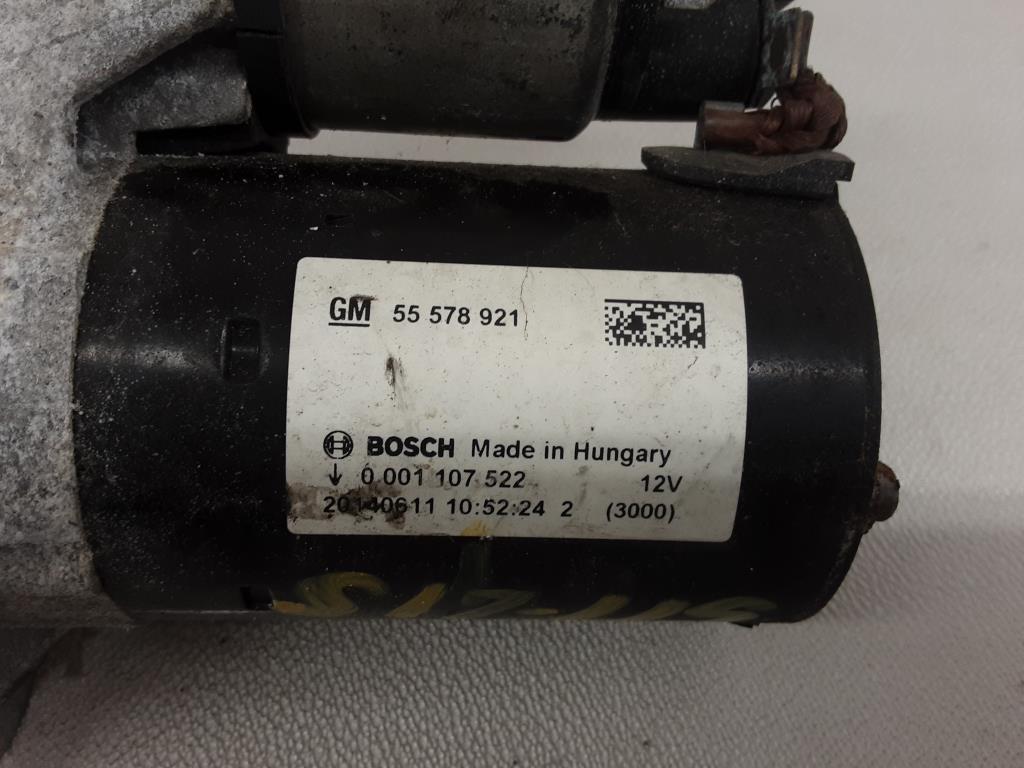 GM 55 578 921
BOSCH Made in Hungary
↓ 0 001 107 522 12V
20140611 10:52:24 2 (3000)